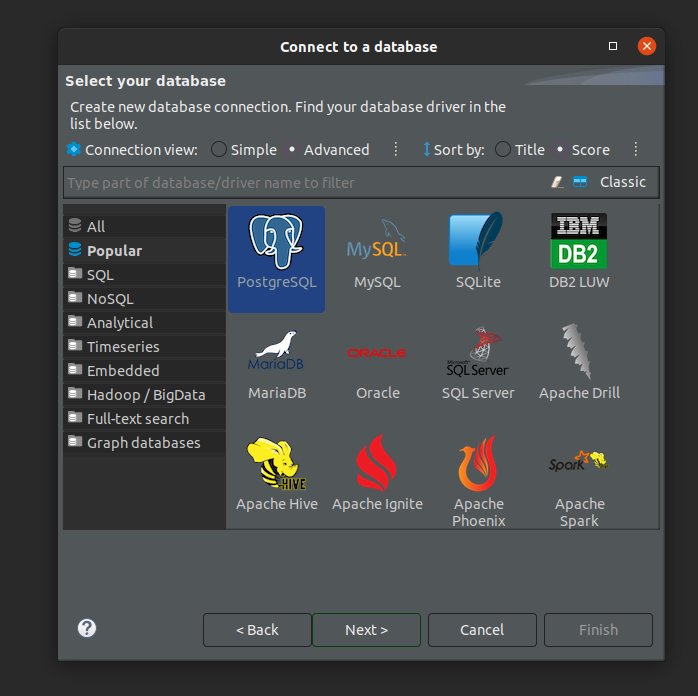 Connect to a database
Select your database
Create new database connection. Find your database driver in the
list below.
Connection view: Simple Advanced Sort by: Title Score
Type part of database/driver name to filter Classic
All
Popular
SQL
NoSQL
Analytical
Timeseries
Embedded
Hadoop / BigData
Full-text search
Graph databases
PostgreSQL
MySQL
MySQL
SQLite
IBM
DB2
DB2 LUW
MariaDB
MariaDB
ORACLE
Oracle
Microsoft
SQL Server
SQL Server
Apache Drill
HIVE
Apache Hive
Apache Ignite
Apache
Phoenix
Spark
Apache
Spark
?
< Back Next > Cancel Finish